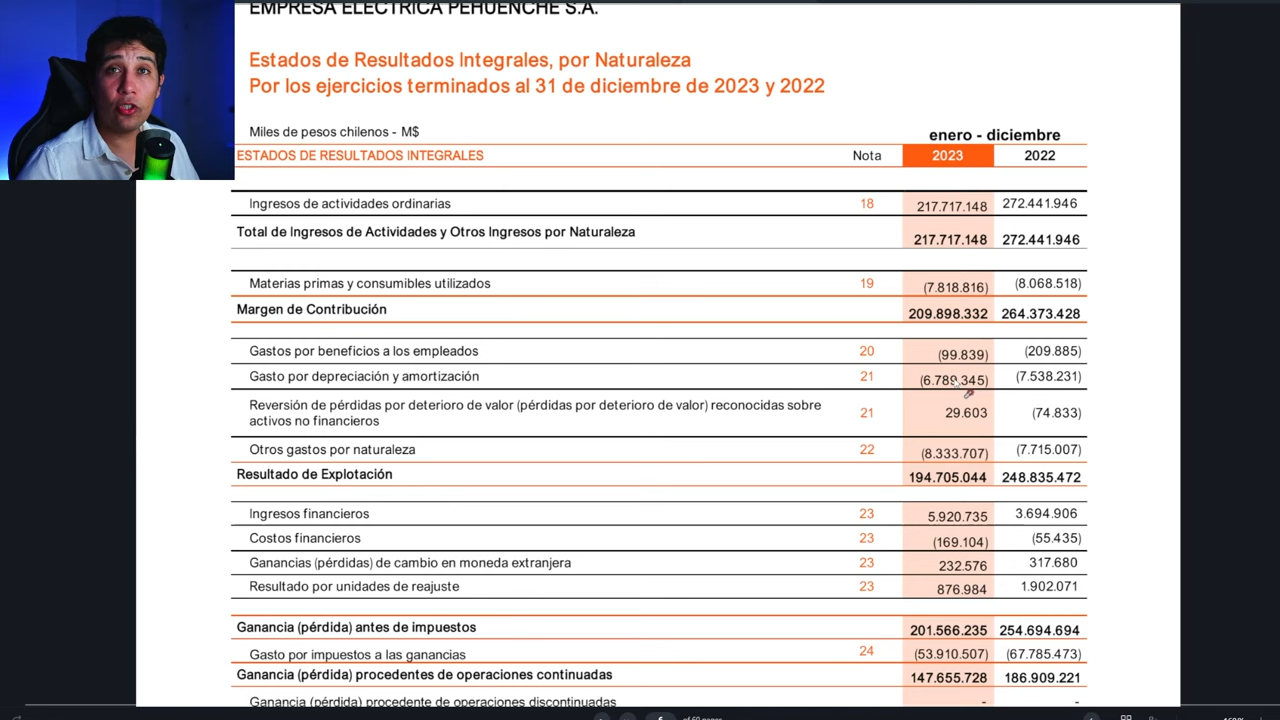 EMPRESA ELÉCTRICA PEHUENCHE S.A.
Estados de Resultados Integrales, por Naturaleza
Por los ejercicios terminados al 31 de diciembre de 2023 y 2022
Miles de pesos chilenos - M$ enero - diciembre
ESTADOS DE RESULTADOS INTEGRALES Nota 2023 2022
Ingresos de actividades ordinarias 18 217.717.148 272.441.946
Total de Ingresos de Actividades y Otros Ingresos por Naturaleza 217.717.148 272.441.946
Materias primas y consumibles utilizados 19 (7.818.816) (8.068.518)
Margen de Contribución 209.898.332 264.373.428
Gastos por beneficios a los empleados 20 (99.839) (209.885)
Gasto por depreciación y amortización 21 (6.789.345) (7.538.231)
Reversión de pérdidas por deterioro de valor (pérdidas por deterioro de valor) reconocidas sobre
activos no financieros 21 29.603 (74.833)
Otros gastos por naturaleza 22 (8.333.707) (7.715.007)
Resultado de Explotación 194.705.044 248.835.472
Ingresos financieros 23 5.920.735 3.694.906
Costos financieros 23 (169.104) (55.435)
Ganancias (pérdidas) de cambio en moneda extranjera 23 232.576 317.680
Resultado por unidades de reajuste 23 876.984 1.902.071
Ganancia (pérdida) antes de impuestos 201.566.235 254.694.694
Gasto por impuestos a las ganancias 24 (53.910.507) (67.785.473)
Ganancia (pérdida) procedentes de operaciones continuadas 147.655.728 186.909.221
Ganancia (pérdida) procedente de operaciones discontinuadas - -